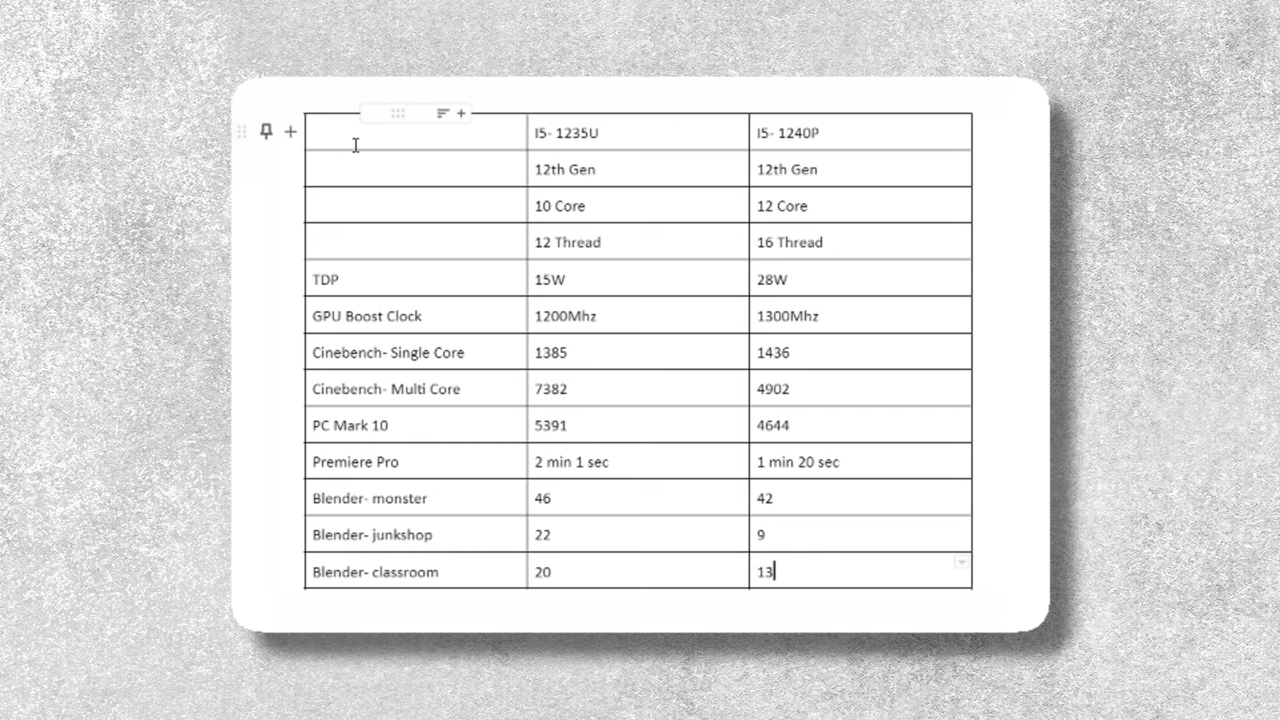 I5- 1235U I5- 1240P
12th Gen 12th Gen
10 Core 12 Core
12 Thread 16 Thread
TDP 15W 28W
GPU Boost Clock 1200Mhz 1300Mhz
Cinebench- Single Core 1385 1436
Cinebench- Multi Core 7382 4902
PC Mark 10 5391 4644
Premiere Pro 2 min 1 sec 1 min 20 sec
Blender- monster 46 42
Blender- junkshop 22 9
Blender- classroom 20 13